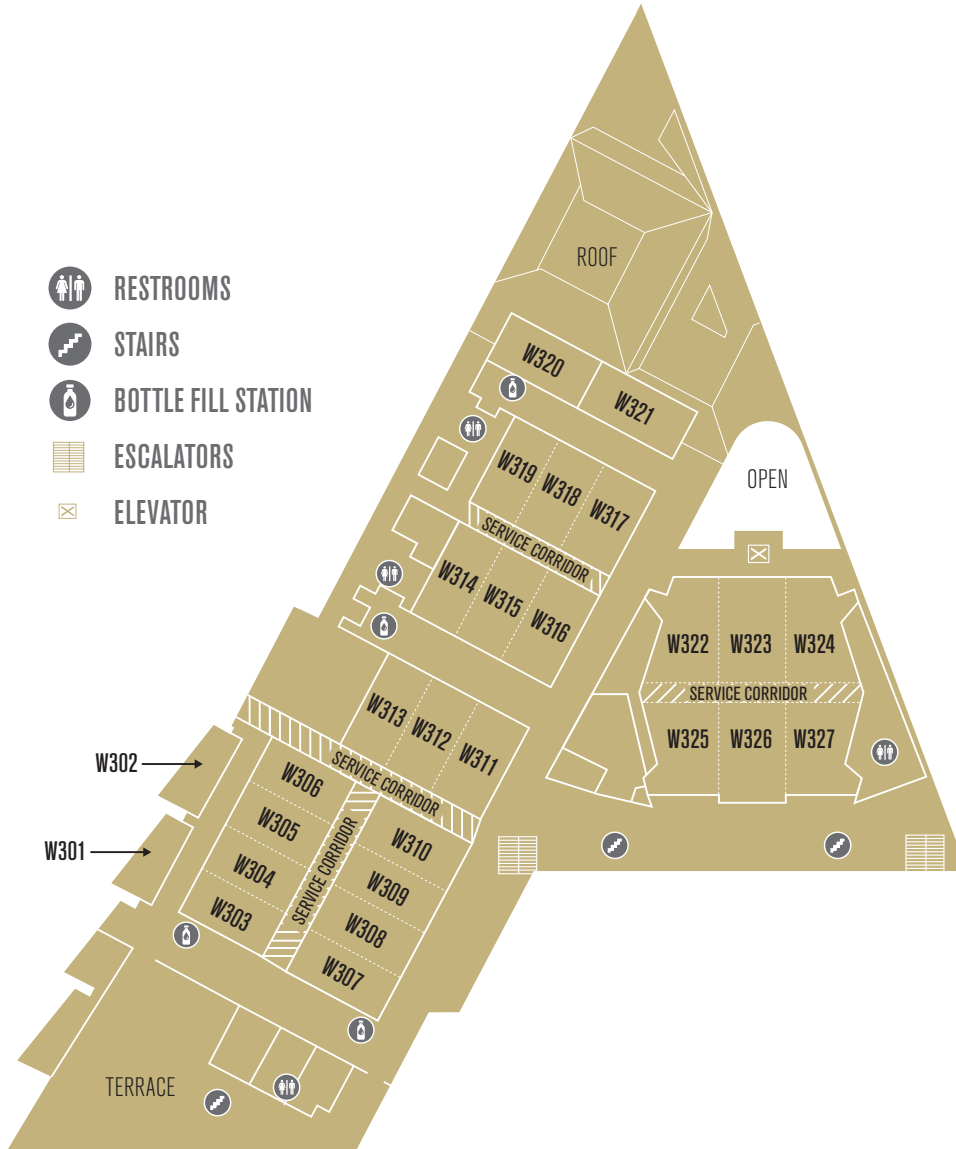 RESTROOMS
STAIRS
BOTTLE FILL STATION
ESCALATORS
ELEVATOR
ROOF
W320
W321
OPEN
W319
W318
W317
SERVICE CORRIDOR
W314
W315
W316
W322
W323
W324
SERVICE CORRIDOR
W325
W326
W327
W313
W312
W311
SERVICE CORRIDOR
W302
W301
W306
W305
W304
W303
SERVICE CORRIDOR
W310
W309
W308
W307
TERRACE